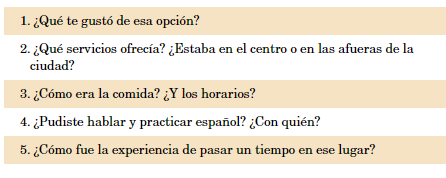 1. ¿Qué te gustó de esa opción?
2. ¿Qué servicios ofrecía? ¿Estaba en el centro o en las afueras de la
ciudad?
3. ¿Cómo era la comida? ¿Y los horarios?
4. ¿Pudiste hablar y practicar español? ¿Con quién?
5. ¿Cómo fue la experiencia de pasar un tiempo en ese lugar?